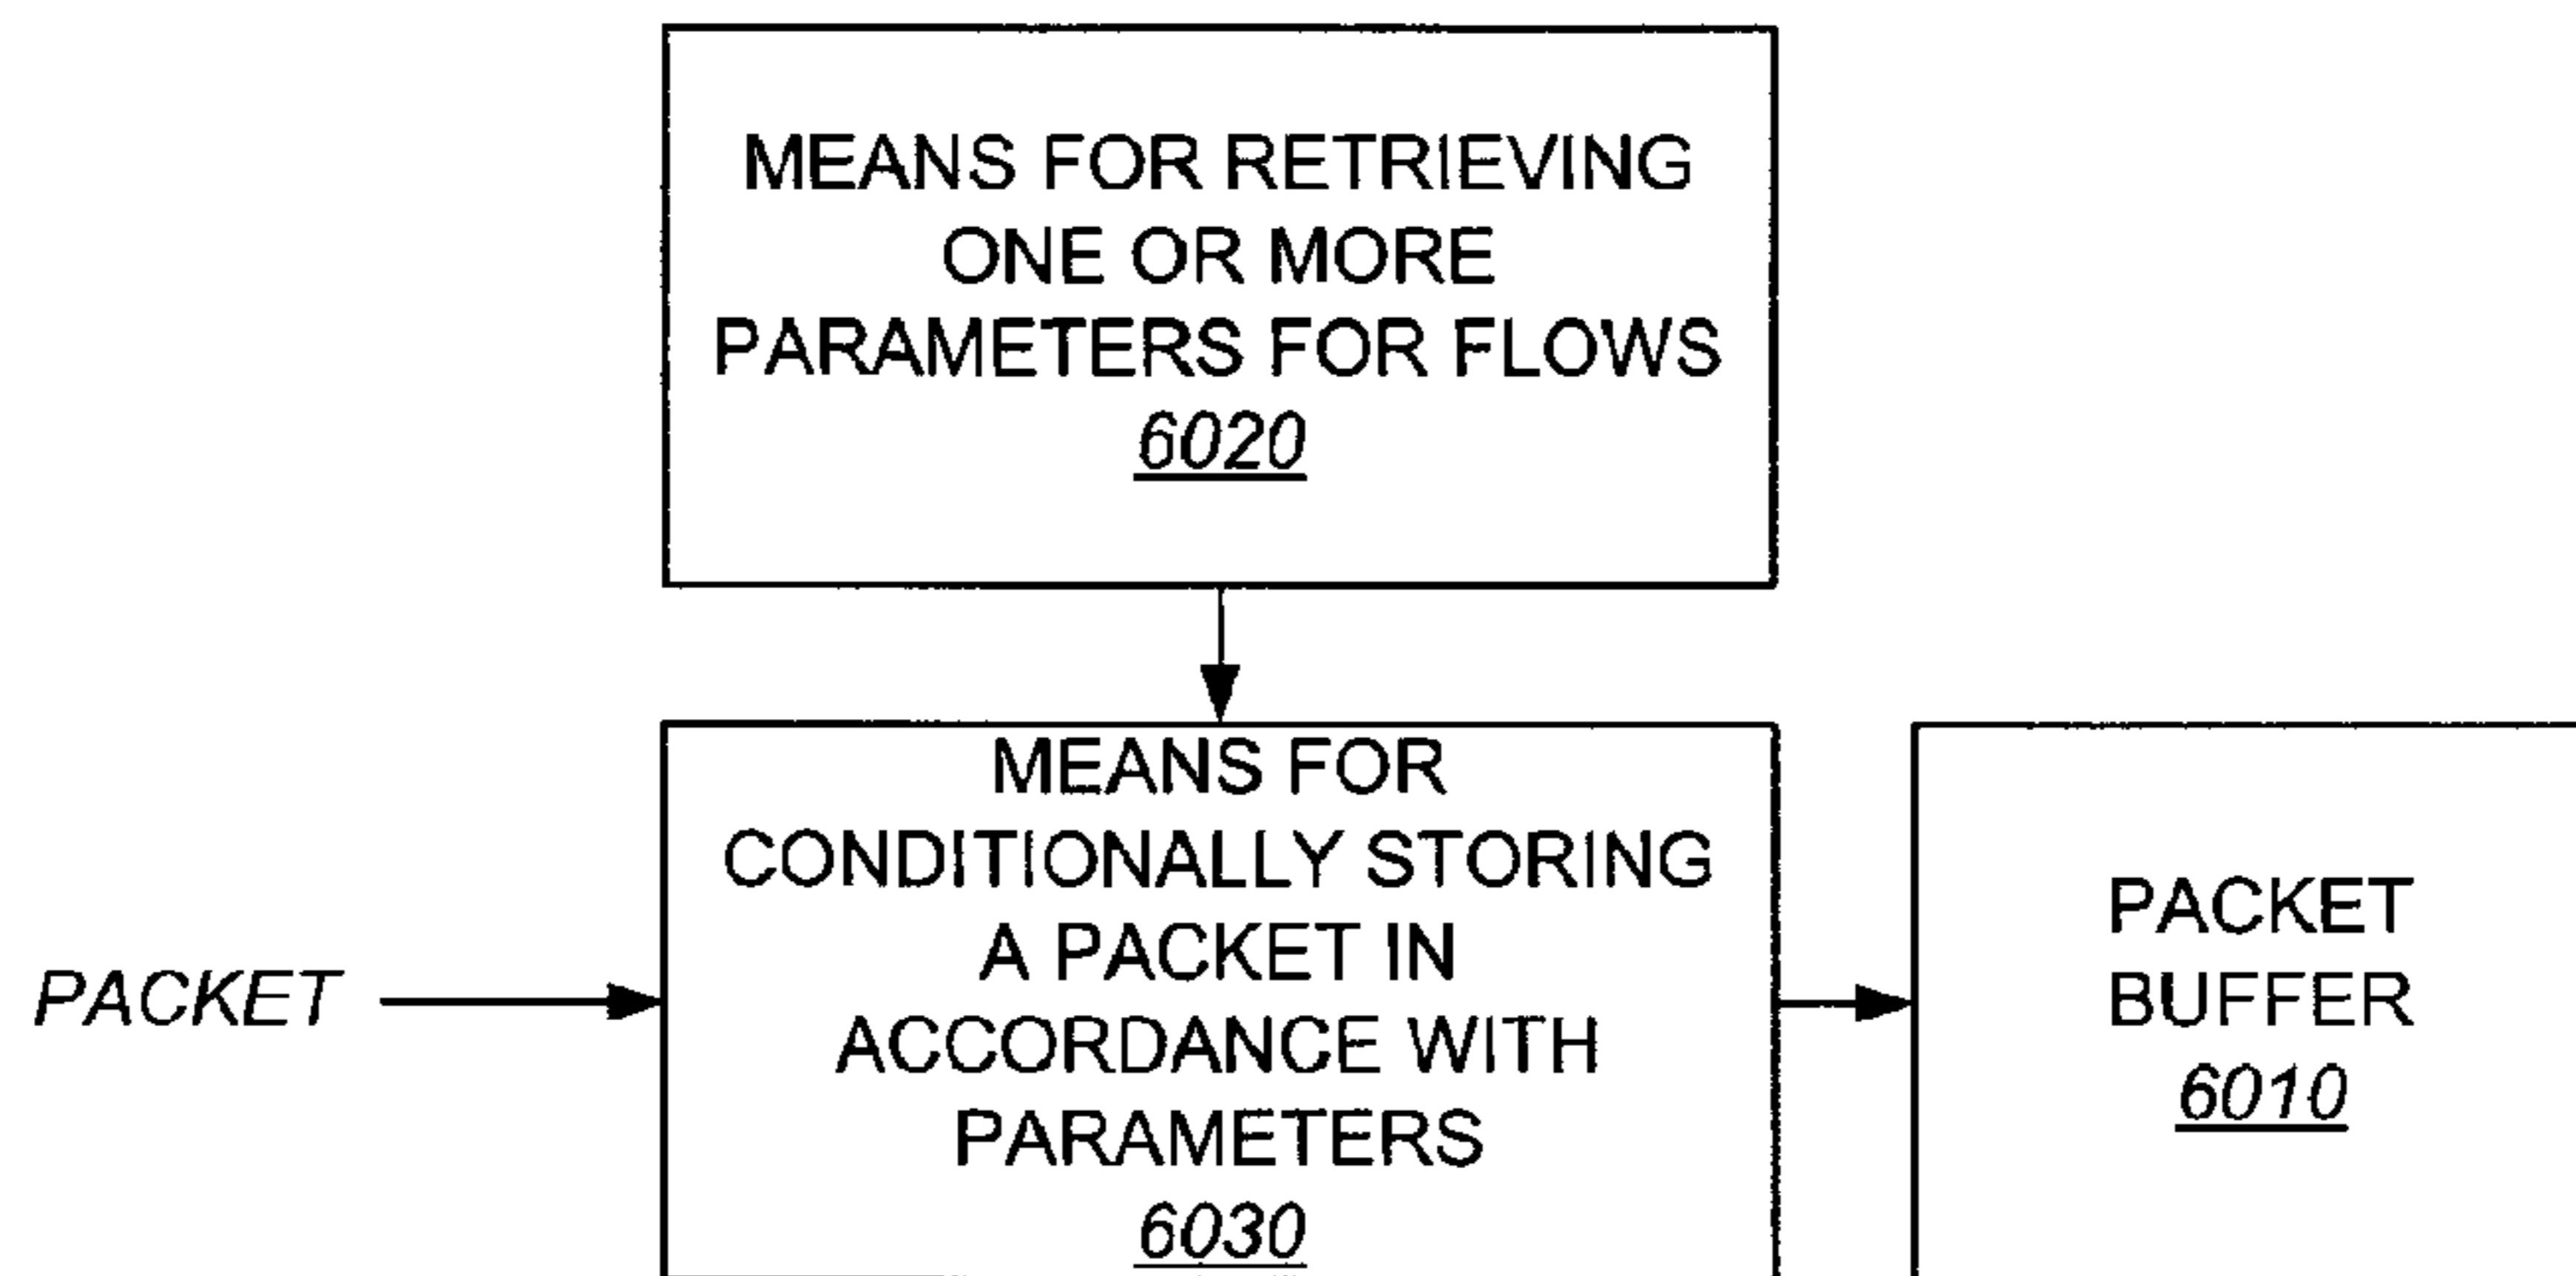 MEANS FOR RETRIEVING
ONE OR MORE
PARAMETERS FOR FLOWS
6020
PACKET
MEANS FOR
CONDITIONALLY STORING
A PACKET IN
ACCORDANCE WITH
PARAMETERS
6030
PACKET
BUFFER
6010